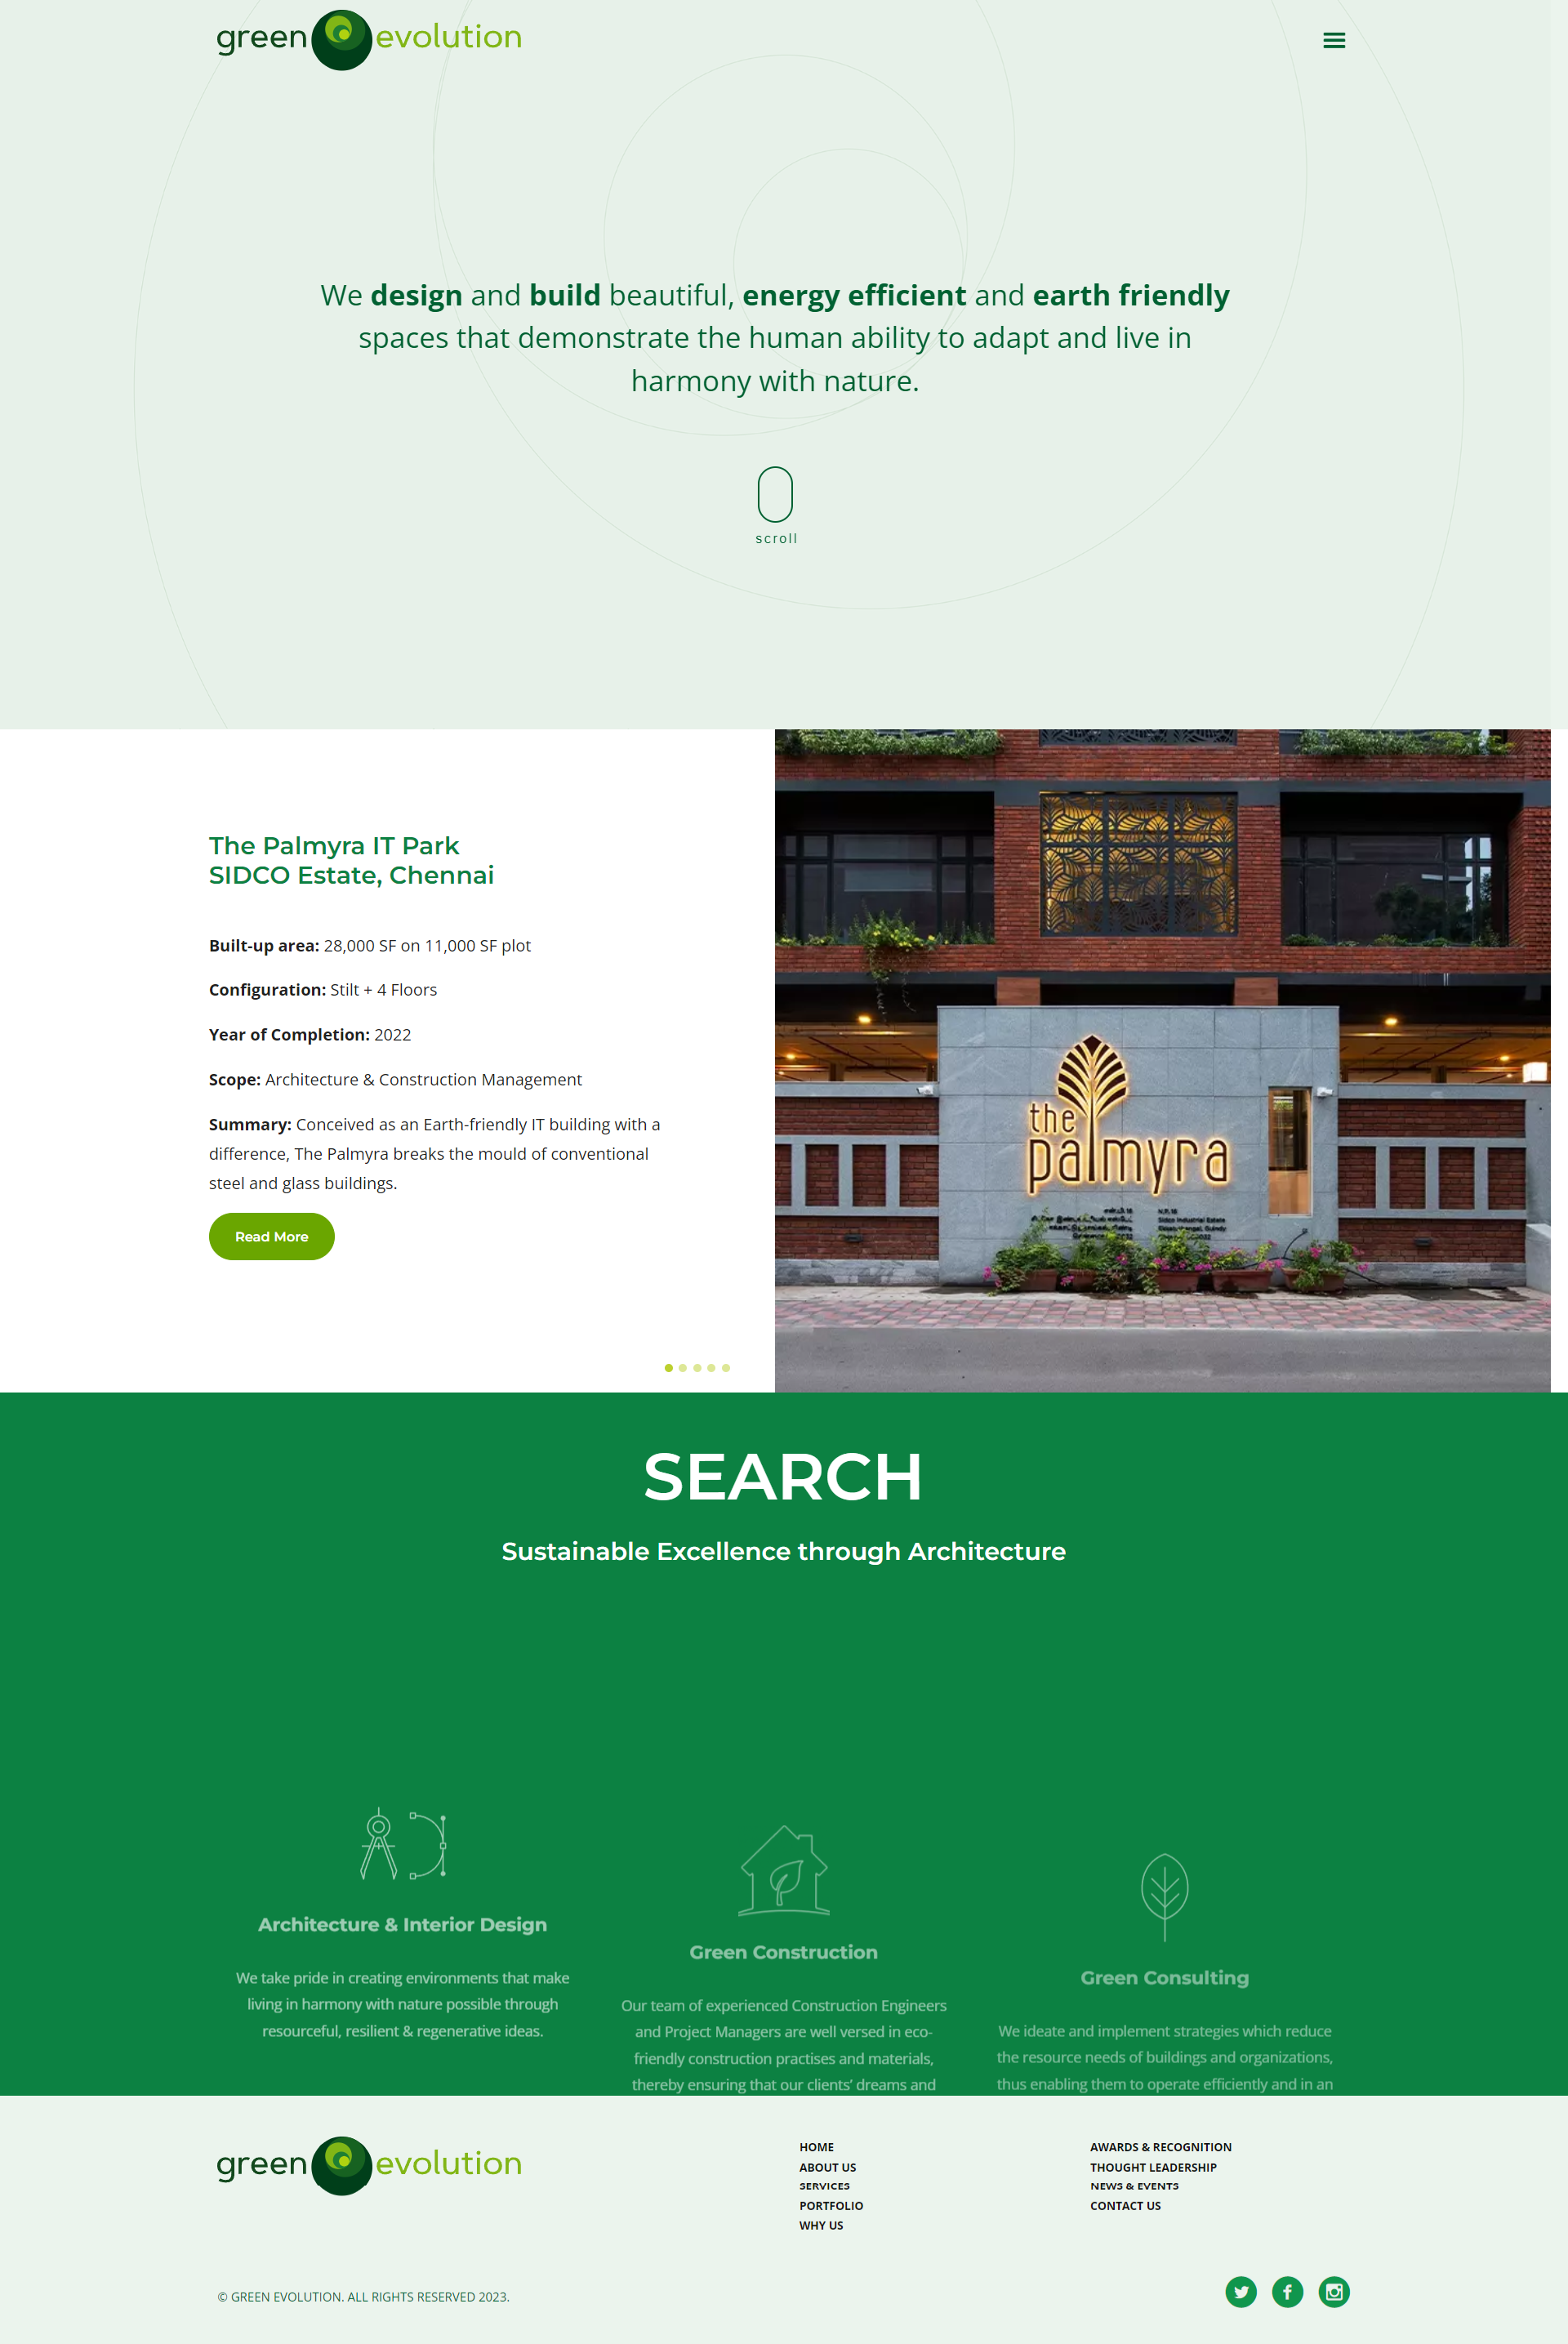 green evolution
We design and build beautiful, energy efficient and earth friendly
spaces that demonstrate the human ability to adapt and live in
harmony with nature.
scroll
The Palmyra IT Park
SIDCO Estate, Chennai
Built-up area: 28,000 SF on 11,000 SF plot
Configuration: Stilt + 4 Floors
Year of Completion: 2022
Scope: Architecture & Construction Management
Summary: Conceived as an Earth-friendly IT building with a
difference, The Palmyra breaks the mould of conventional
steel and glass buildings.
Read More
the
palmyra
SEARCH
Sustainable Excellence through Architecture
Architecture & Interior Design
We take pride in creating environments that make
living in harmony with nature possible through
resourceful, resilient & regenerative ideas.
Green Construction
Our team of experienced Construction Engineers
and Project Managers are well versed in eco-
friendly construction practises and materials,
thereby ensuring that our clients’ dreams and
Green Consulting
We ideate and implement strategies which reduce
the resource needs of buildings and organizations,
thus enabling them to operate efficiently and in an
green evolution
HOME
ABOUT US
SERVICES
PORTFOLIO
WHY US
AWARDS & RECOGNITION
THOUGHT LEADERSHIP
NEWS & EVENTS
CONTACT US
© GREEN EVOLUTION. ALL RIGHTS RESERVED 2023.